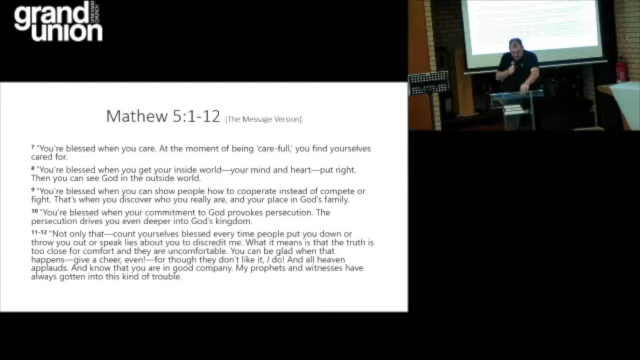 grand
union
Mathew 5:1-12 (The Message Version)
7 "You're blessed when you care. At the moment of being 'care-full,' you find yourselves
cared for.
8 "You're blessed when you get your inside world—your mind and heart—put right.
Then you can see God in the outside world.
9 "You're blessed when you can show people how to cooperate instead of compete or
fight. That's when you discover who you really are, and your place in God's family.
10 "You're blessed when your commitment to God provokes persecution. The
persecution drives you even deeper into God's kingdom.
11-12 "Not only that—count yourselves blessed every time people put you down or
throw you out or speak lies about you to discredit me. What it means is that the truth is
too close for comfort and they are uncomfortable. You can be glad when that
happens—give a cheer, even!—for though they don't like it, I do! And all heaven
applauds. And know that you are in good company. My prophets and witnesses have
always gotten into this kind of trouble.